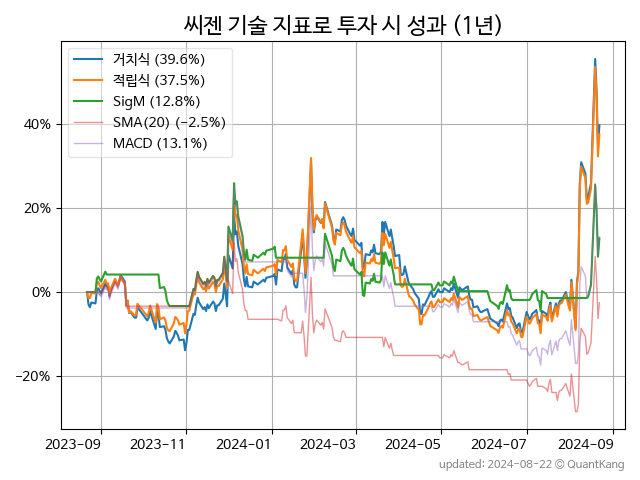 씨젠 기술 지표로 투자 시 성과 (1년)
거치식 (39.6%)
적립식 (37.5%)
SigM (12.8%)
SMA(20) (−2.5%)
MACD (13.1%)
40%
20%
0%
−20%
2023-09 2023-11 2024-01 2024-03 2024-05 2024-07 2024-09
updated: 2024-08-22 ⓒ QuantKang